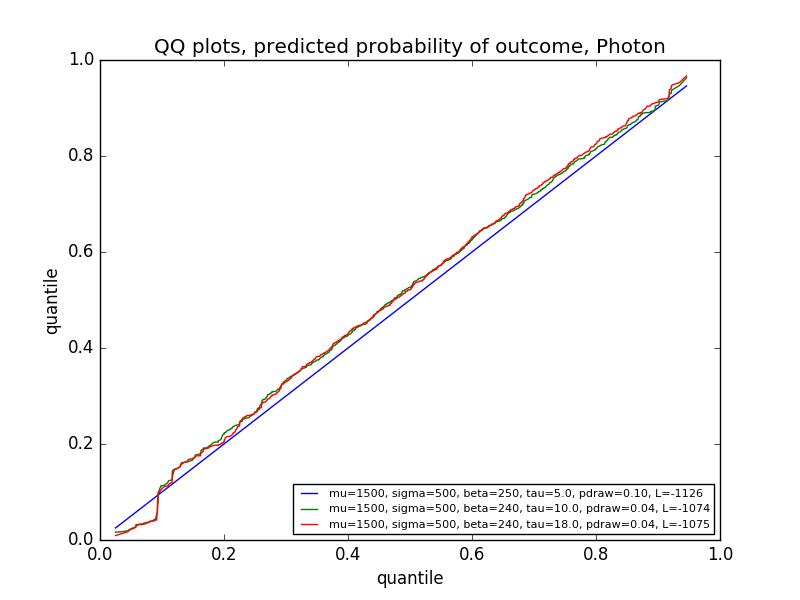 QQ plots, predicted probability of outcome, Photon
1.0
0.8
0.6
0.4
0.2
0.0
quantile
0.0 0.2 0.4 0.6 0.8 1.0
quantile
mu=1500, sigma=500, beta=250, tau=5.0, pdraw=0.10, L=-1126
mu=1500, sigma=500, beta=240, tau=10.0, pdraw=0.04, L=-1074
mu=1500, sigma=500, beta=240, tau=18.0, pdraw=0.04, L=-1075